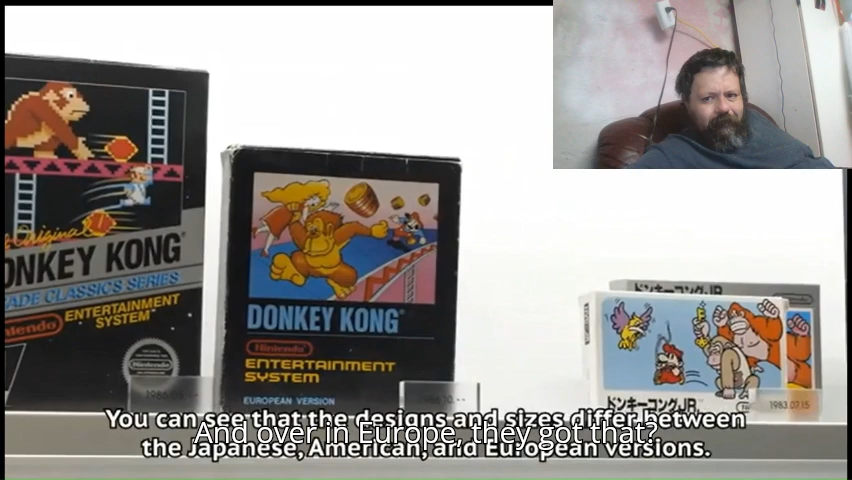 Original
ONKEY KONG
ADE CLASSICS SERIES
Nintendo
ENTERTAINMENT
SYSTEM
DONKEY KONG
Nintendo
ENTERTAINMENT
SYSTEM
EUROPEAN VERSION
ドンキーコングJR.
ドンキーコングJR.
1983.07.15
You can see that the designs and sizes differ between
the Japanese, American, and European versions.
And over in Europe, they got that?